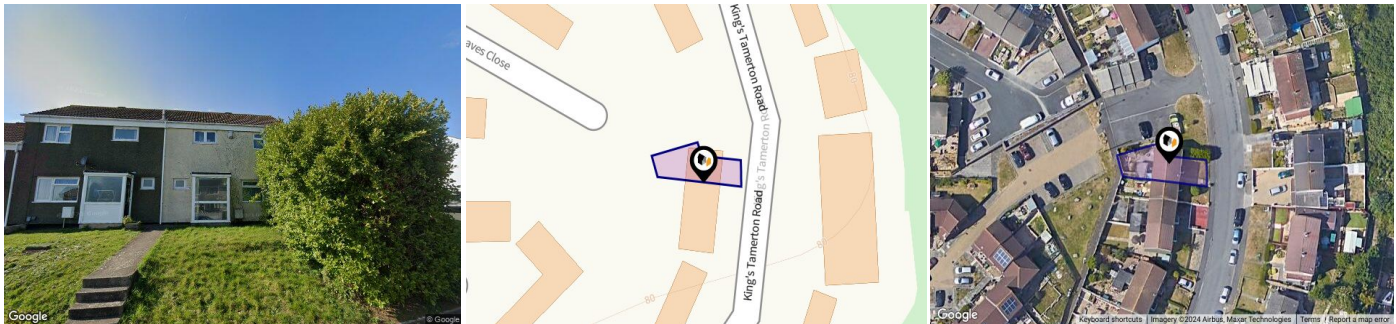 Google
© Google
aves Close
King's Tamerton Road
King's Tamerton Road
King's Tamerton Road
80
Google
Keyboard shortcuts
Imagery ©2024 Airbus, Maxar Technologies
Terms
Report a map error